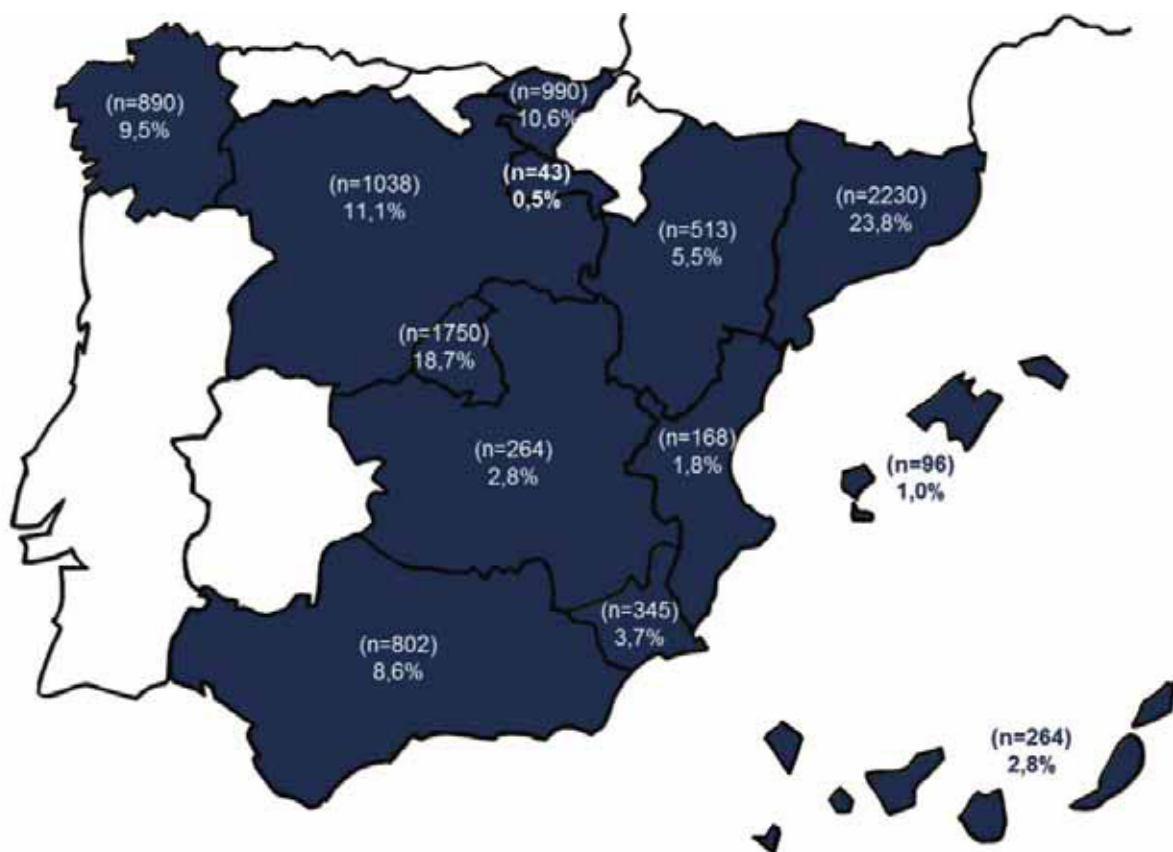 (n=890)
9,5%
(n=990)
10,6%
(n=43)
0,5%
(n=1038)
11,1%
(n=513)
5,5%
(n=2230)
23,8%
(n=1750)
18,7%
(n=264)
2,8%
(n=168)
1,8%
(n=96)
1,0%
(n=345)
3,7%
(n=802)
8,6%
(n=264)
2,8%